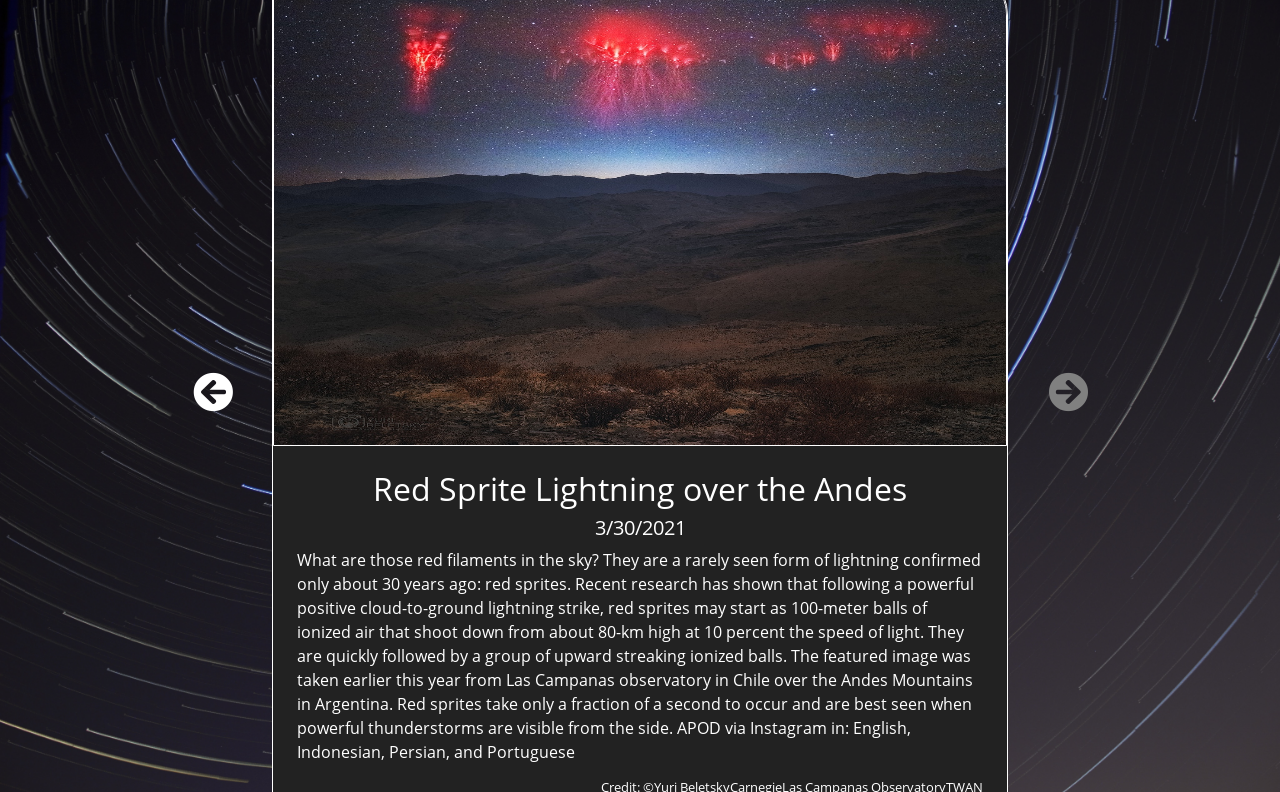 BELETSKY
Red Sprite Lightning over the Andes
3/30/2021
What are those red filaments in the sky? They are a rarely seen form of lightning confirmed
only about 30 years ago: red sprites. Recent research has shown that following a powerful
positive cloud-to-ground lightning strike, red sprites may start as 100-meter balls of
ionized air that shoot down from about 80-km high at 10 percent the speed of light. They
are quickly followed by a group of upward streaking ionized balls. The featured image was
taken earlier this year from Las Campanas observatory in Chile over the Andes Mountains
in Argentina. Red sprites take only a fraction of a second to occur and are best seen when
powerful thunderstorms are visible from the side. APOD via Instagram in: English,
Indonesian, Persian, and Portuguese
Credit: ©Yuri BeletskyCarnegieLas Campanas ObservatoryTWAN